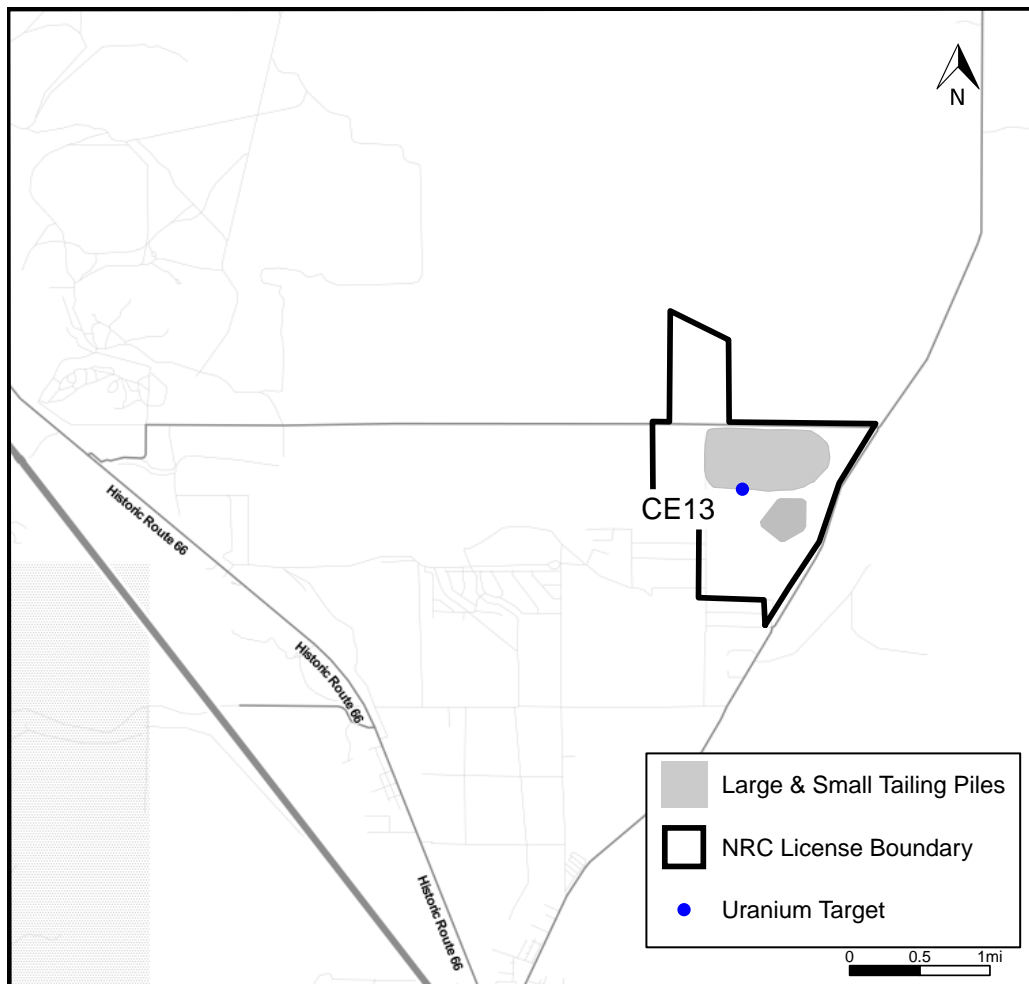 N
CE13
Historic Route 66
Historic Route 66
Historic Route 66
Large & Small Tailing Piles
NRC License Boundary
Uranium Target
0 0.5 1mi